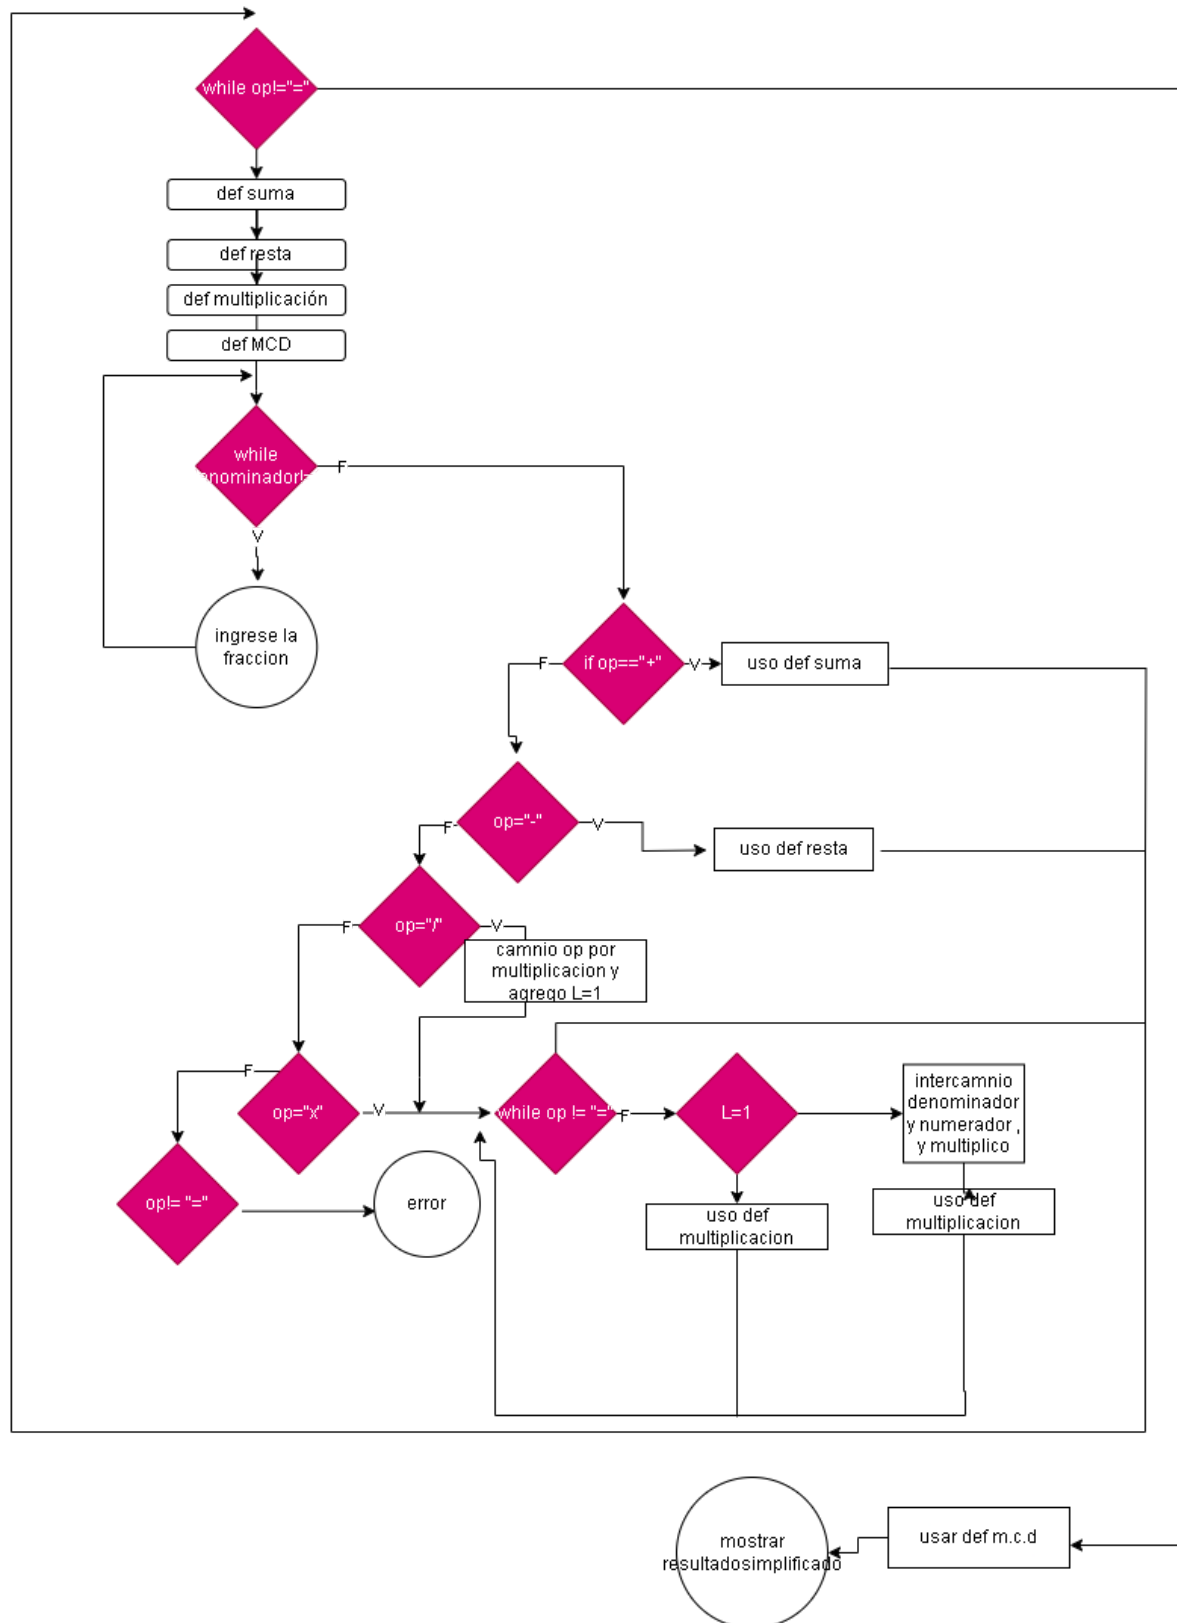 while op!="="
def suma
def resta
def multiplicación
def MCD
while
enominador!=
F
V
ingrese la
fraccion
if op=="+"
F
V
uso def suma
op="-"
F
V
uso def resta
op="/"
F
V
camnio op por
multiplicacion y
agrego L=1
op="x"
F
V
while op != "="
F
L=1
intercamnio
denominador
y numerador ,
y multiplico
op!= "="
error
uso def
multiplicacion
uso def
multiplicacion
mostrar
resultadosimplificado
usar def m.c.d